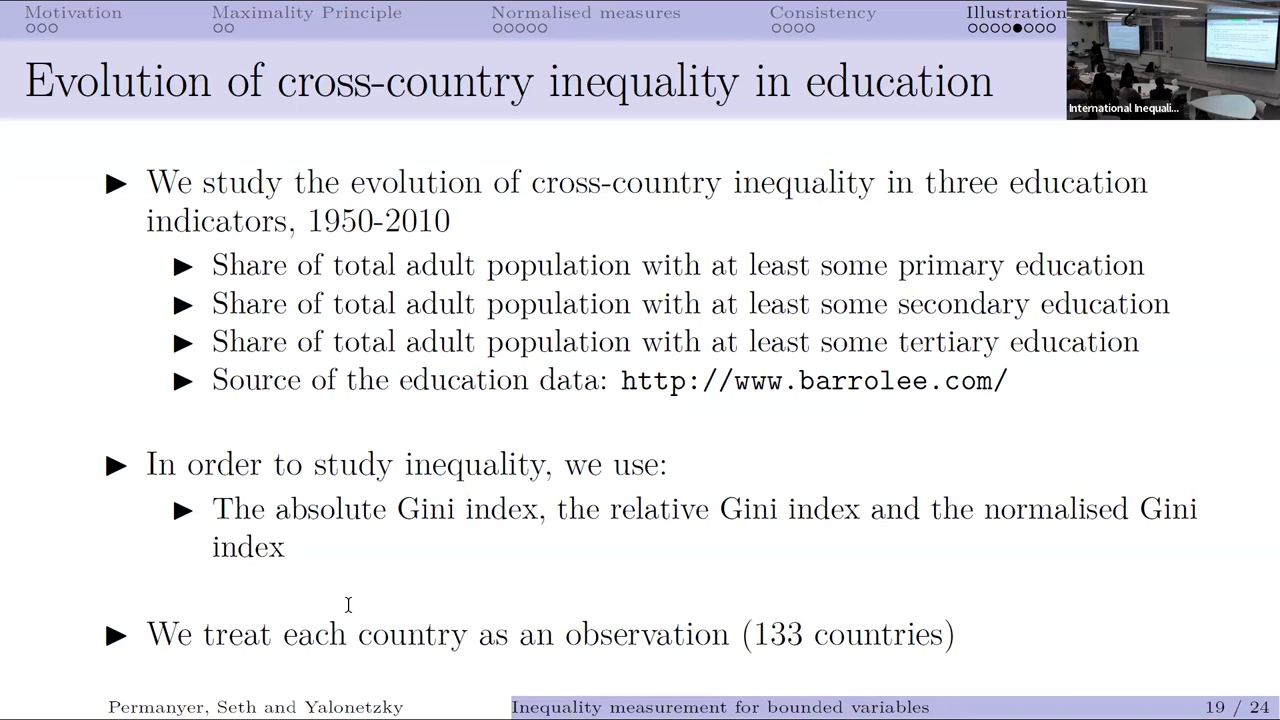 Motivation Maximality Principle Normalised measures Consistency Illustration
Evolution of cross-country inequality in education
International Inequali...
▶ We study the evolution of cross-country inequality in three education
indicators, 1950-2010
▶ Share of total adult population with at least some primary education
▶ Share of total adult population with at least some secondary education
▶ Share of total adult population with at least some tertiary education
▶ Source of the education data: http://www.barrolee.com/
▶ In order to study inequality, we use:
▶ The absolute Gini index, the relative Gini index and the normalised Gini
index
▶ We treat each country as an observation (133 countries)
Permanyer, Seth and Yalonetzky Inequality measurement for bounded variables 19 / 24